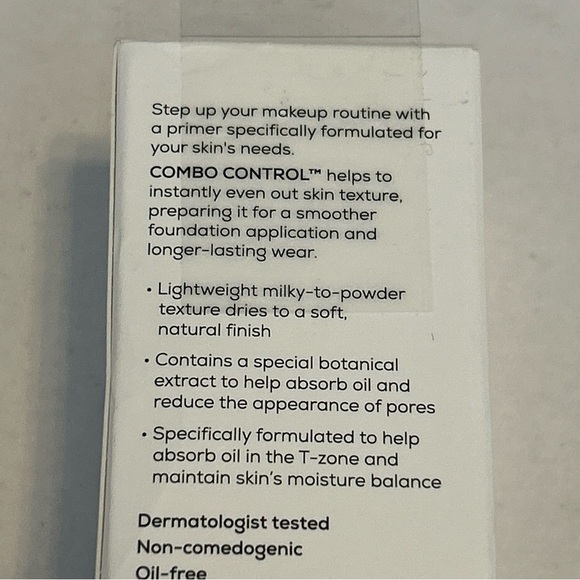 Step up your makeup routine with
a primer specifically formulated for
your skin's needs.
COMBO CONTROL™ helps to
instantly even out skin texture,
preparing it for a smoother
foundation application and
longer-lasting wear.
• Lightweight milky-to-powder
texture dries to a soft,
natural finish
• Contains a special botanical
extract to help absorb oil and
reduce the appearance of pores
• Specifically formulated to help
absorb oil in the T-zone and
maintain skin's moisture balance
Dermatologist tested
Non-comedogenic
Oil-free